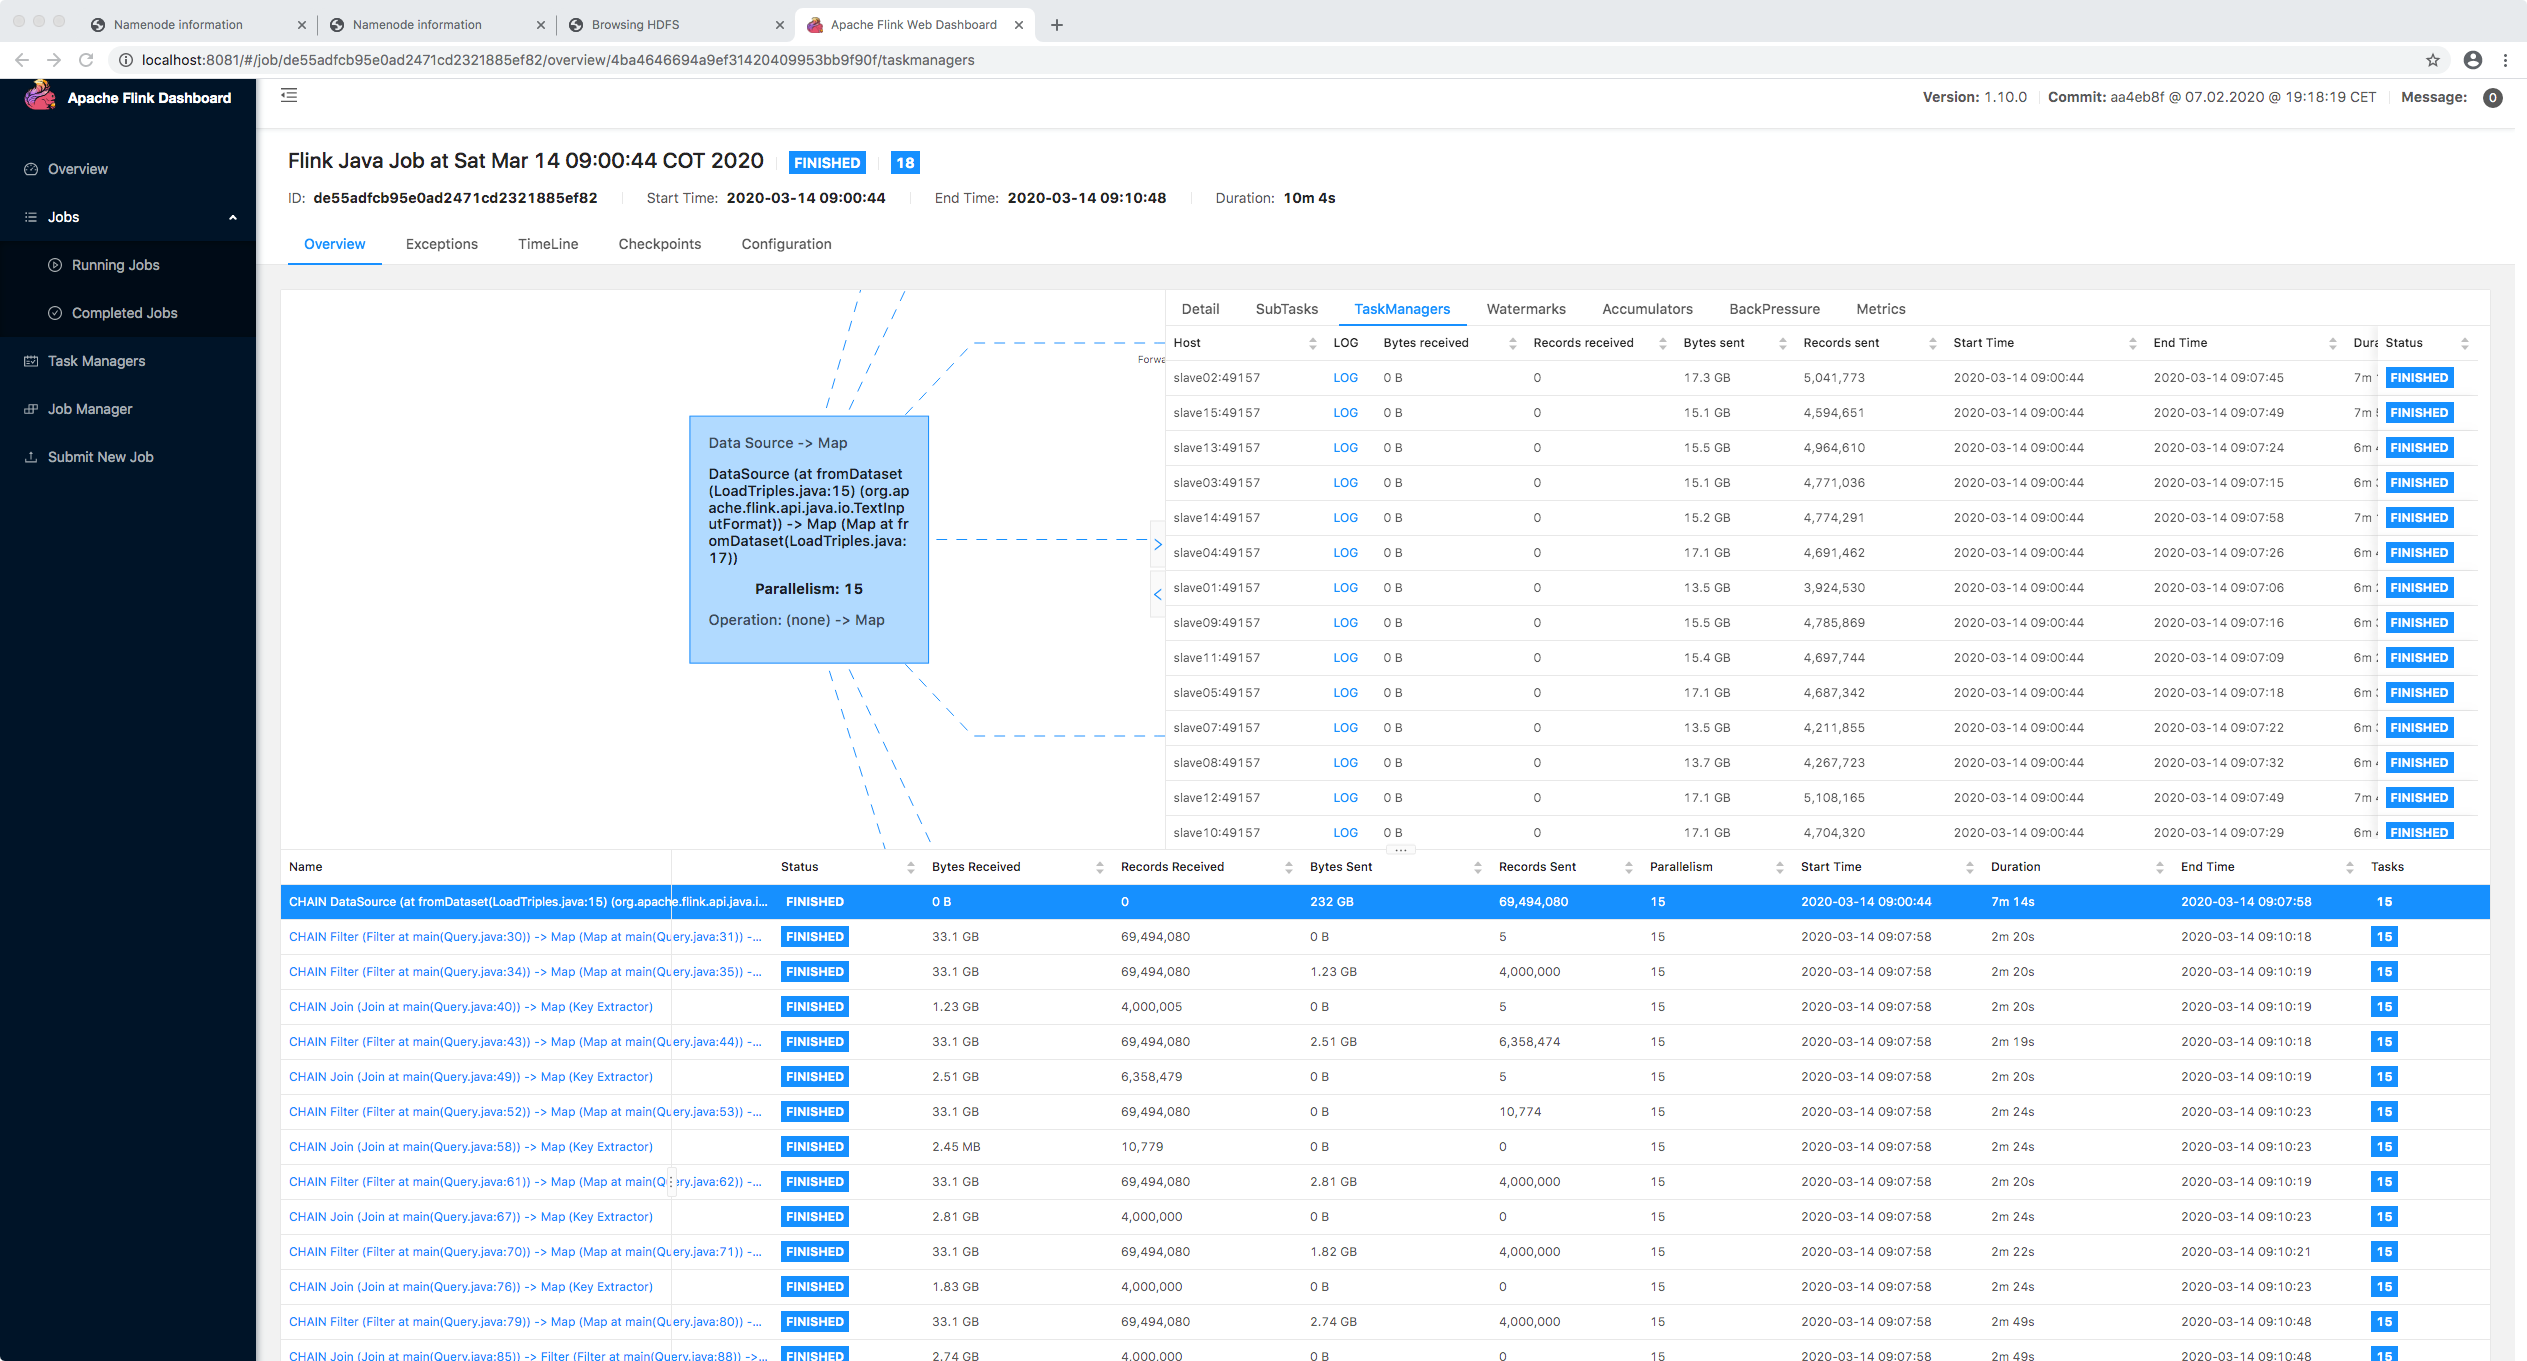 Namenode information
Namenode information
Browsing HDFS
Apache Flink Web Dashboard
localhost:8081/#/job/de55adfcb95e0ad2471cd2321885ef82/overview/4ba4646694a9ef31420409953bb9f90f/taskmanagers
Apache Flink Dashboard
Version: 1.10.0 Commit: aa4eb8f @ 07.02.2020 @ 19:18:19 CET Message: 0
Overview
Jobs
Running Jobs
Completed Jobs
Task Managers
Job Manager
Submit New Job
Flink Java Job at Sat Mar 14 09:00:44 COT 2020 FINISHED 18
ID: de55adfcb95e0ad2471cd2321885ef82 Start Time: 2020-03-14 09:00:44 End Time: 2020-03-14 09:10:48 Duration: 10m 4s
Overview Exceptions TimeLine Checkpoints Configuration
Forwa
Data Source -> Map
DataSource (at fromDataset
(LoadTriples.java:15) (org.ap
ache.flink.api.java.io.TextInp
utFormat)) -> Map (Map at fr
omDataset(LoadTriples.java:
17))
Parallelism: 15
Operation: (none) -> Map
Detail SubTasks TaskManagers Watermarks Accumulators BackPressure Metrics
Host LOG Bytes received Records received Bytes sent Records sent Start Time End Time Dura Status
slave02:49157 LOG 0 B 0 17.3 GB 5,041,773 2020-03-14 09:00:44 2020-03-14 09:07:45 7m FINISHED
slave15:49157 LOG 0 B 0 15.1 GB 4,594,651 2020-03-14 09:00:44 2020-03-14 09:07:49 7m FINISHED
slave13:49157 LOG 0 B 0 15.5 GB 4,964,610 2020-03-14 09:00:44 2020-03-14 09:07:24 6m FINISHED
slave03:49157 LOG 0 B 0 15.1 GB 4,771,036 2020-03-14 09:00:44 2020-03-14 09:07:15 6m FINISHED
slave14:49157 LOG 0 B 0 15.2 GB 4,774,291 2020-03-14 09:00:44 2020-03-14 09:07:58 7m FINISHED
slave04:49157 LOG 0 B 0 17.1 GB 4,691,462 2020-03-14 09:00:44 2020-03-14 09:07:26 6m FINISHED
slave01:49157 LOG 0 B 0 13.5 GB 3,924,530 2020-03-14 09:00:44 2020-03-14 09:07:06 6m FINISHED
slave09:49157 LOG 0 B 0 15.5 GB 4,785,869 2020-03-14 09:00:44 2020-03-14 09:07:16 6m FINISHED
slave11:49157 LOG 0 B 0 15.4 GB 4,697,744 2020-03-14 09:00:44 2020-03-14 09:07:09 6m FINISHED
slave05:49157 LOG 0 B 0 17.1 GB 4,687,342 2020-03-14 09:00:44 2020-03-14 09:07:18 6m FINISHED
slave07:49157 LOG 0 B 0 13.5 GB 4,211,855 2020-03-14 09:00:44 2020-03-14 09:07:22 6m FINISHED
slave08:49157 LOG 0 B 0 13.7 GB 4,267,723 2020-03-14 09:00:44 2020-03-14 09:07:32 6m FINISHED
slave12:49157 LOG 0 B 0 17.1 GB 5,108,165 2020-03-14 09:00:44 2020-03-14 09:07:49 7m FINISHED
slave10:49157 LOG 0 B 0 17.1 GB 4,704,320 2020-03-14 09:00:44 2020-03-14 09:07:29 6m FINISHED
Name Status Bytes Received Records Received Bytes Sent Records Sent Parallelism Start Time Duration End Time Tasks
CHAIN DataSource (at fromDataset(LoadTriples.java:15) (org.apache.flink.api.java.i... FINISHED 0 B 0 232 GB 69,494,080 15 2020-03-14 09:00:44 7m 14s 2020-03-14 09:07:58 15
CHAIN Filter (Filter at main(Query.java:30)) -> Map (Map at main(Query.java:31)) -... FINISHED 33.1 GB 69,494,080 0 B 5 15 2020-03-14 09:07:58 2m 20s 2020-03-14 09:10:18 15
CHAIN Filter (Filter at main(Query.java:34)) -> Map (Map at main(Query.java:35)) -... FINISHED 33.1 GB 69,494,080 1.23 GB 4,000,000 15 2020-03-14 09:07:58 2m 20s 2020-03-14 09:10:19 15
CHAIN Join (Join at main(Query.java:40)) -> Map (Key Extractor) FINISHED 1.23 GB 4,000,005 0 B 5 15 2020-03-14 09:07:58 2m 20s 2020-03-14 09:10:19 15
CHAIN Filter (Filter at main(Query.java:43)) -> Map (Map at main(Query.java:44)) -... FINISHED 33.1 GB 69,494,080 2.51 GB 6,358,474 15 2020-03-14 09:07:58 2m 19s 2020-03-14 09:10:18 15
CHAIN Join (Join at main(Query.java:49)) -> Map (Key Extractor) FINISHED 2.51 GB 6,358,479 0 B 5 15 2020-03-14 09:07:58 2m 20s 2020-03-14 09:10:19 15
CHAIN Filter (Filter at main(Query.java:52)) -> Map (Map at main(Query.java:53)) -... FINISHED 33.1 GB 69,494,080 0 B 10,774 15 2020-03-14 09:07:58 2m 24s 2020-03-14 09:10:23 15
CHAIN Join (Join at main(Query.java:58)) -> Map (Key Extractor) FINISHED 2.45 MB 10,779 0 B 0 15 2020-03-14 09:07:58 2m 24s 2020-03-14 09:10:23 15
CHAIN Filter (Filter at main(Query.java:61)) -> Map (Map at main(Query.java:62)) -... FINISHED 33.1 GB 69,494,080 2.81 GB 4,000,000 15 2020-03-14 09:07:58 2m 20s 2020-03-14 09:10:19 15
CHAIN Join (Join at main(Query.java:67)) -> Map (Key Extractor) FINISHED 2.81 GB 4,000,000 0 B 0 15 2020-03-14 09:07:58 2m 24s 2020-03-14 09:10:23 15
CHAIN Filter (Filter at main(Query.java:70)) -> Map (Map at main(Query.java:71)) -... FINISHED 33.1 GB 69,494,080 1.82 GB 4,000,000 15 2020-03-14 09:07:58 2m 22s 2020-03-14 09:10:21 15
CHAIN Join (Join at main(Query.java:76)) -> Map (Key Extractor) FINISHED 1.83 GB 4,000,000 0 B 0 15 2020-03-14 09:07:58 2m 24s 2020-03-14 09:10:23 15
CHAIN Filter (Filter at main(Query.java:79)) -> Map (Map at main(Query.java:80)) -... FINISHED 33.1 GB 69,494,080 2.74 GB 4,000,000 15 2020-03-14 09:07:58 2m 49s 2020-03-14 09:10:48 15
CHAIN Join (Join at main(Query.java:85)) -> Filter (Filter at main(Query.java:88)) ->... FINISHED 2.74 GB 4,000,000 0 B 0 15 2020-03-14 09:07:58 2m 49s 2020-03-14 09:10:48 15